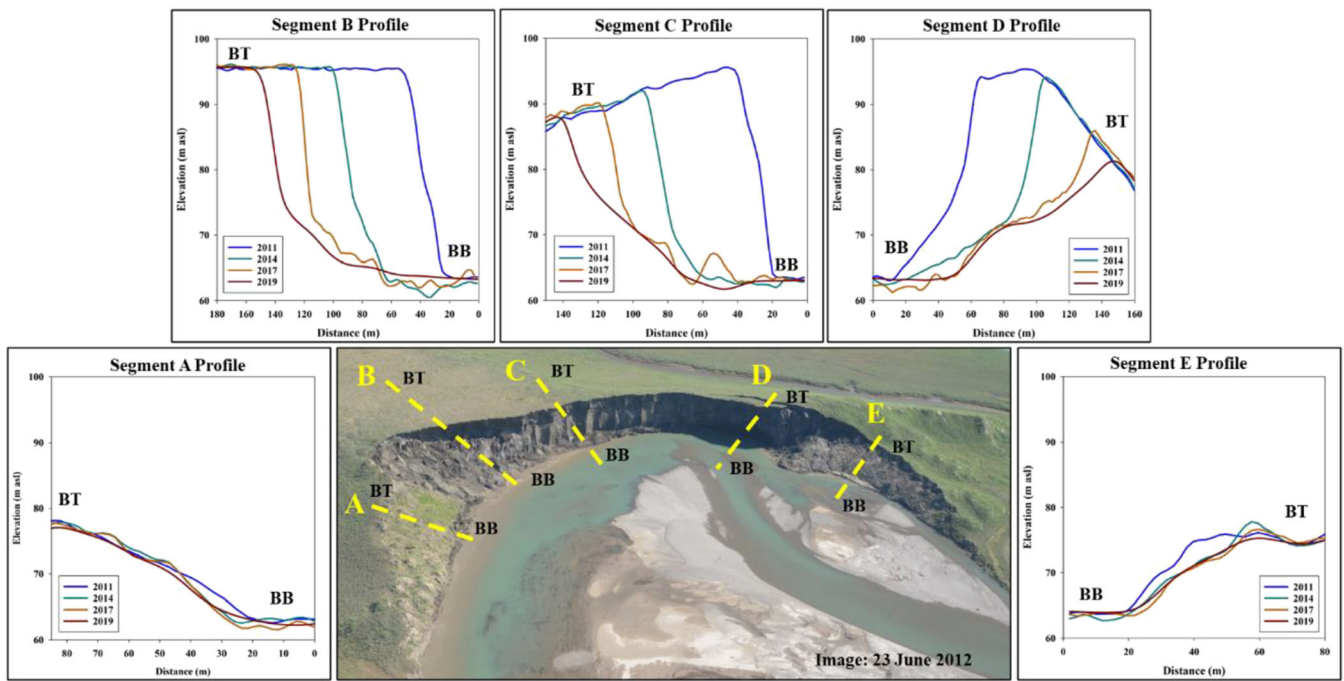 Segment B Profile
BT
BB
Elevation (m asl)
100
90
80
70
60
2011
2014
2017
2019
180 160 140 120 100 80 60 40 20 0
Distance (m)
Segment C Profile
BT
BB
Elevation (m asl)
100
90
80
70
60
2011
2014
2017
2019
140 120 100 80 60 40 20 0
Distance (m)
Segment D Profile
BT
BB
Elevation (m asl)
100
90
80
70
60
2011
2014
2017
2019
0 20 40 60 80 100 120 140 160
Distance (m)
Segment A Profile
BT
BB
Elevation (m asl)
100
90
80
70
60
2011
2014
2017
2019
80 70 60 50 40 30 20 10 0
Distance (m)
B BT
C BT
D BT
E BT
A BT
BB
BB
BB
BB
BB
Image: 23 June 2012
Segment E Profile
BT
BB
Elevation (m asl)
100
90
80
70
60
2011
2014
2017
2019
0 20 40 60 80
Distance (m)